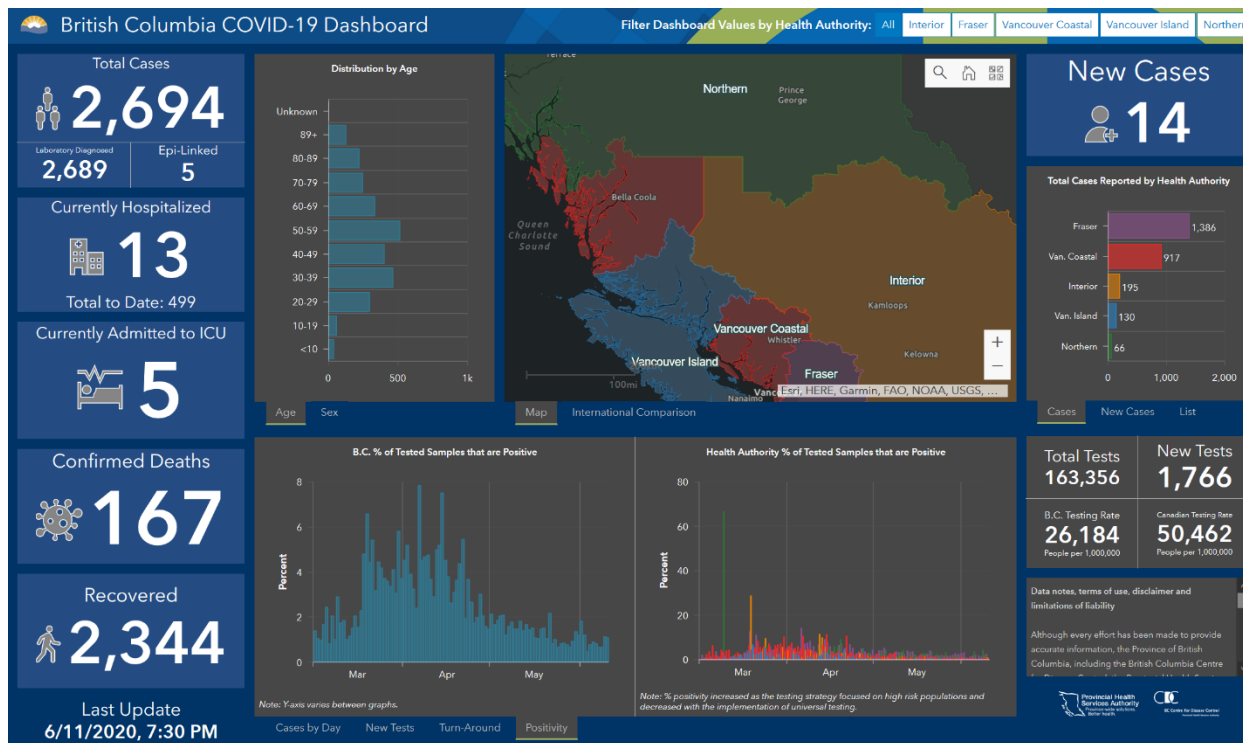 British Columbia COVID-19 Dashboard
Filter Dashboard Values by Health Authority: All Interior Fraser Vancouver Coastal Vancouver Island Northern
Total Cases
2,694
Laboratory Diagnosed
2,689
Epi-Linked
5
Currently Hospitalized
13
Total to Date: 499
Currently Admitted to ICU
5
Confirmed Deaths
167
Recovered
2,344
Last Update
6/11/2020, 7:30 PM
Distribution by Age
Unknown
89+
80-89
70-79
60-69
50-59
40-49
30-39
20-29
10-19
<10
0 500 1k
Age Sex
Terrace
Northern
Prince
George
Bella Coola
Queen
Charlotte
Sound
Interior
Kamloops
Vancouver Coastal
Whistler
Kelowna
Vancouver Island
Fraser
100mi
Nanaimo
Vanc
+
−
Esri, HERE, Garmin, FAO, NOAA, USGS, ...
Map International Comparison
New Cases
14
Total Cases Reported by Health Authority
Fraser 1,386
Van. Coastal 917
Interior 195
Van. Island 130
Northern 66
0 1,000 2,000
Cases New Cases List
B.C. % of Tested Samples that are Positive
Percent
8
6
4
2
0
Mar Apr May
Note: Y-axis varies between graphs.
Health Authority % of Tested Samples that are Positive
Percent
80
60
40
20
0
Mar Apr May
Note: % positivity increased as the testing strategy focused on high risk populations and
decreased with the implementation of universal testing.
Cases by Day New Tests Turn-Around Positivity
Total Tests
163,356
New Tests
1,766
B.C. Testing Rate
26,184
People per 1,000,000
Canadian Testing Rate
50,462
People per 1,000,000
Data notes, terms of use, disclaimer and
limitations of liability
Although every effort has been made to provide
accurate information, the Province of British
Columbia, including the British Columbia Centre
Provincial Health
Services Authority
Province-wide solutions.
Better health.
BC Centre for Disease Control